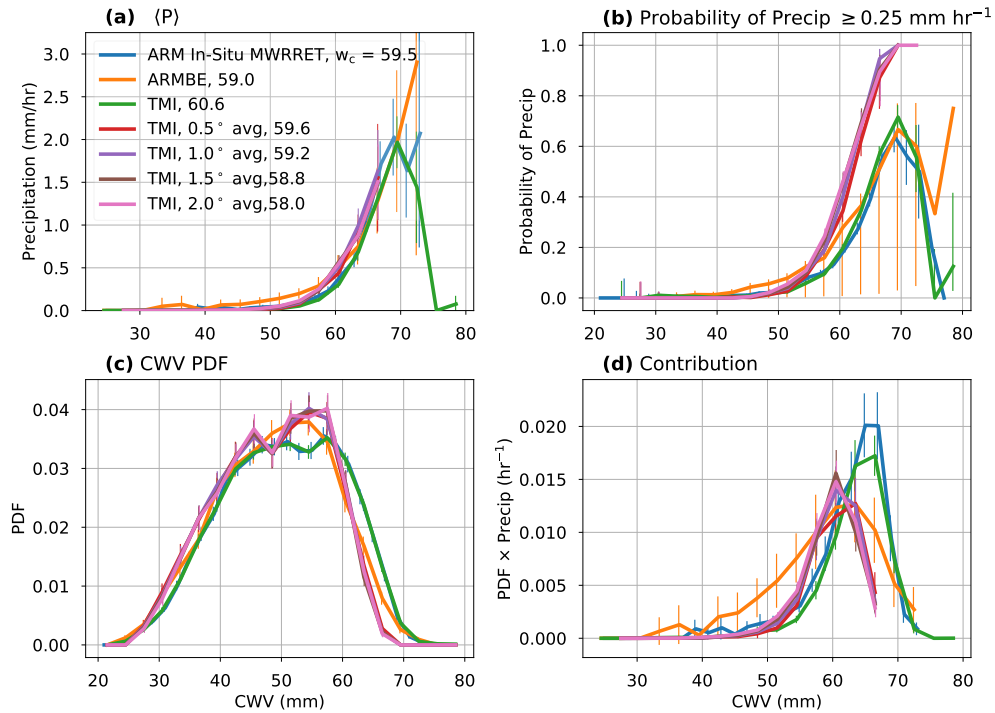 (a) ⟨P⟩
Precipitation (mm/hr)
3.0
2.5
2.0
1.5
1.0
0.5
0.0
30 40 50 60 70 80
ARM In-Situ MWRRET, w_c = 59.5
ARMBE, 59.0
TMI, 60.6
TMI, 0.5° avg, 59.6
TMI, 1.0° avg, 59.2
TMI, 1.5° avg,58.8
TMI, 2.0° avg,58.0
(b) Probability of Precip ≥ 0.25 mm hr⁻¹
Probability of Precip
1.0
0.8
0.6
0.4
0.2
0.0
20 30 40 50 60 70 80
(c) CWV PDF
PDF
0.04
0.03
0.02
0.01
0.00
20 30 40 50 60 70 80
CWV (mm)
(d) Contribution
PDF × Precip (hr⁻¹)
0.020
0.015
0.010
0.005
0.000
30 40 50 60 70 80
CWV (mm)